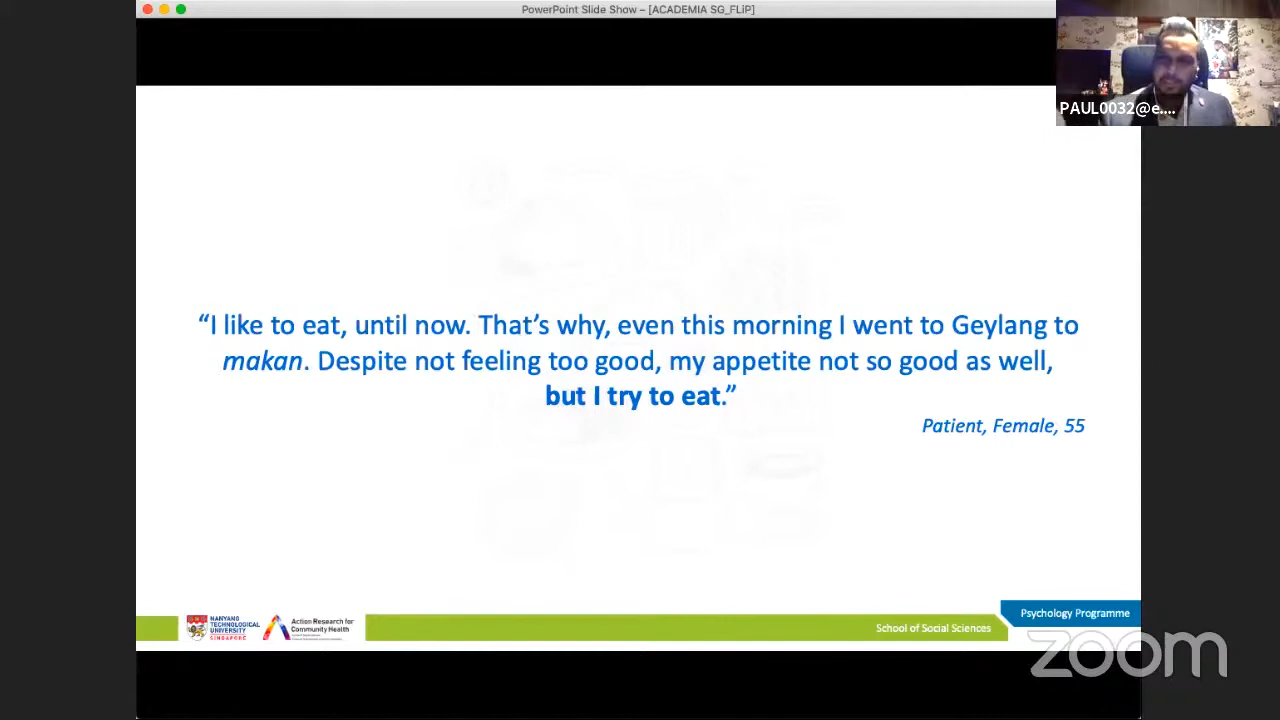 PowerPoint Slide Show – [ACADEMIA SG_FLiP]
PAUL0032@e....
“I like to eat, until now. That’s why, even this morning I went to Geylang to
makan. Despite not feeling too good, my appetite not so good as well,
but I try to eat.”
Patient, Female, 55
NANYANG
TECHNOLOGICAL
UNIVERSITY
SINGAPORE
Action Research for
Community Health
School of Social Sciences
Psychology Programme
zoom